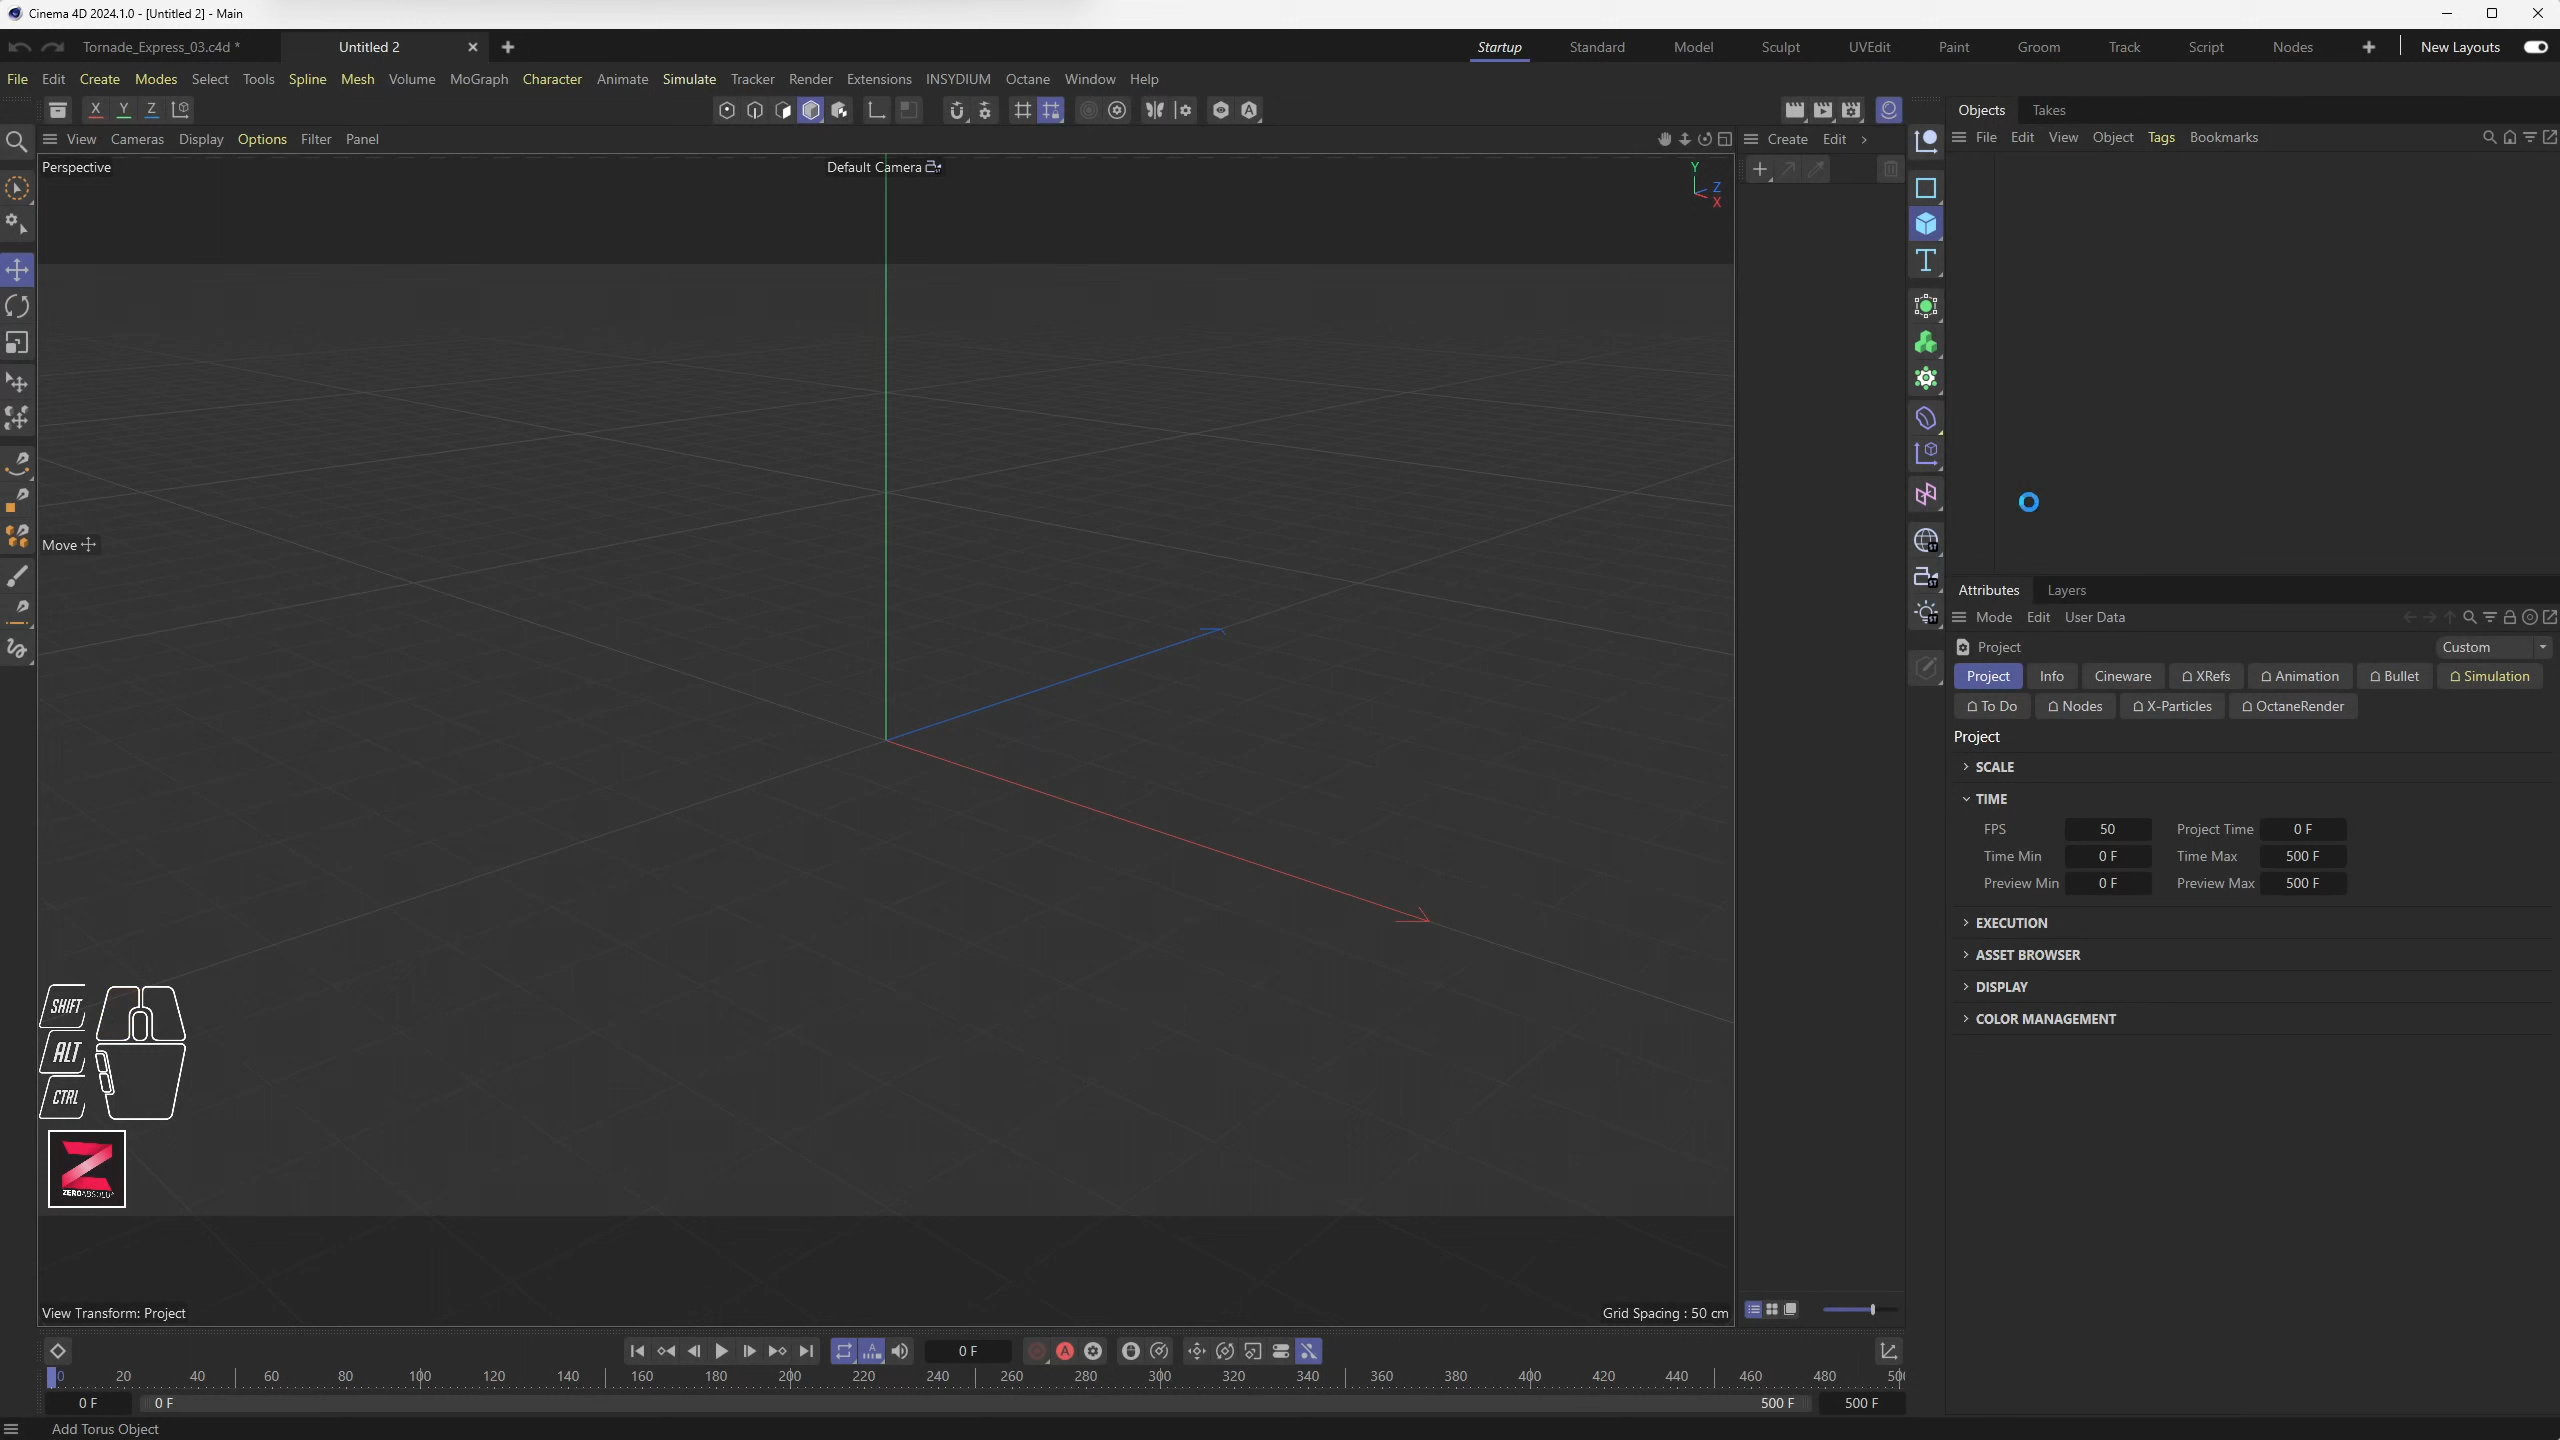 Cinema 4D 2024.1.0 - [Untitled 2] - Main
Tornade_Express_03.c4d * Untitled 2 Startup Standard Model Sculpt UVEdit Paint Groom Track Script Nodes New Layouts
File Edit Create Modes Select Tools Spline Mesh Volume MoGraph Character Animate Simulate Tracker Render Extensions INSYDIUM Octane Window Help
X Y Z
Objects Takes
View Cameras Display Options Filter Panel
Create Edit
File Edit View Object Tags Bookmarks
Perspective
Default Camera
Y
Z
X
Move
Attributes Layers
Mode Edit User Data
Project Custom
Project Info Cineware XRefs Animation Bullet Simulation
To Do Nodes X-Particles OctaneRender
Project
SCALE
TIME
FPS 50 Project Time 0 F
Time Min 0 F Time Max 500 F
Preview Min 0 F Preview Max 500 F
EXECUTION
ASSET BROWSER
DISPLAY
COLOR MANAGEMENT
SHIFT
ALT
CTRL
ZEROABSOLU
View Transform: Project
Grid Spacing : 50 cm
0 F
0 20 40 60 80 100 120 140 160 180 200 220 240 260 280 300 320 340 360 380 400 420 440 460 480
0 F 0 F 500 F 500 F
Add Torus Object